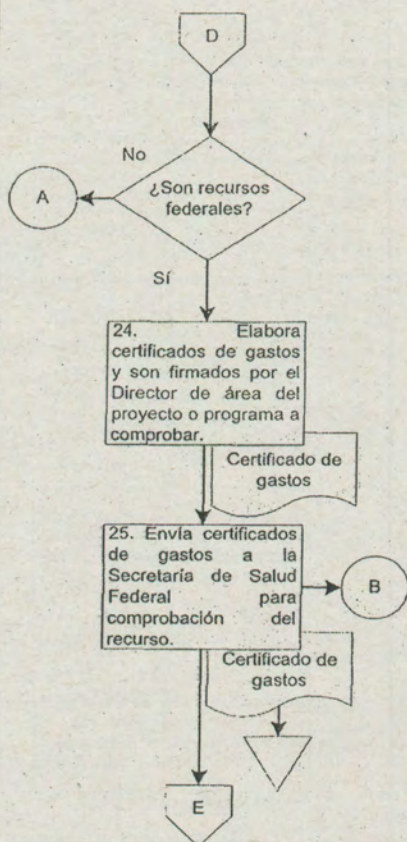 D
No
¿Son recursos
federales?
A
Sí
24. Elabora
certificados de gastos
y son firmados por el
Director de área del
proyecto o programa a
comprobar.
Certificado de
gastos
25. Envía certificados
de gastos a la
Secretaría de Salud
Federal para
comprobación del
recurso.
B
Certificado de
gastos
E